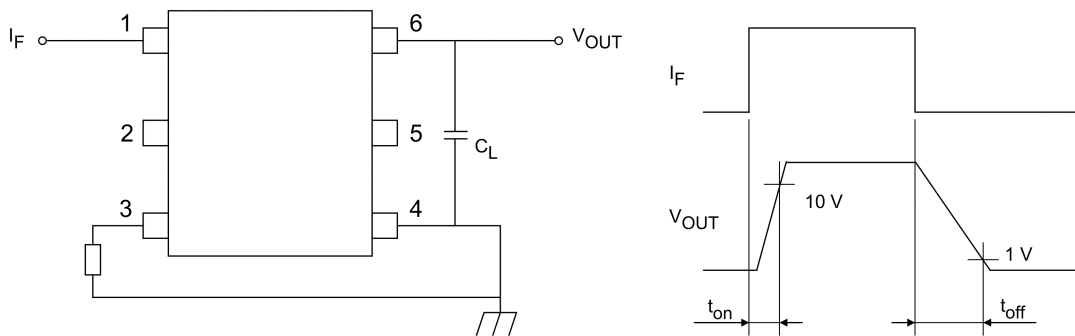 I_F
1
2
3
6
5
4
V_OUT
C_L
I_F
V_OUT
10 V
1 V
t_on
t_off